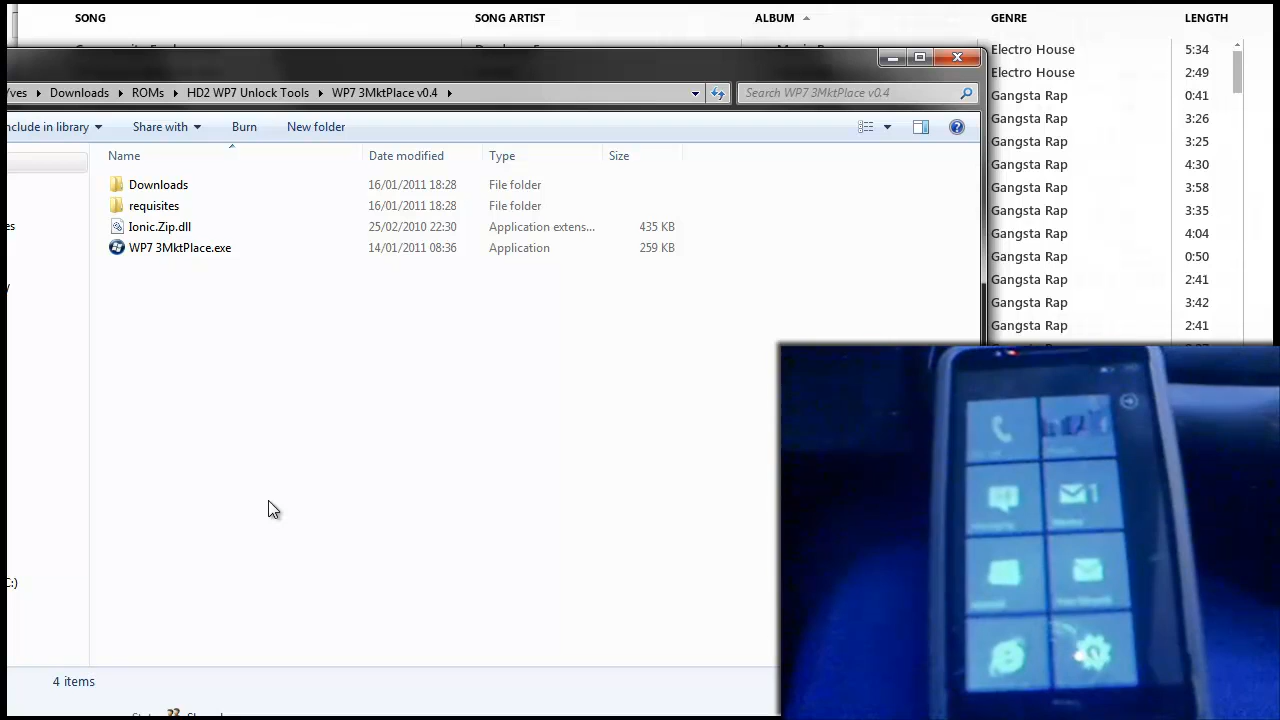 SONG SONG ARTIST ALBUM GENRE LENGTH
Electro House 5:34
Electro House 2:49
Downloads ROMs HD2 WP7 Unlock Tools WP7 3MktPlace v0.4
Search WP7 3MktPlace v0.4
Gangsta Rap 0:41
Gangsta Rap 3:26
nclude in library Share with Burn New folder
Gangsta Rap 3:25
Name Date modified Type Size
Gangsta Rap 4:30
Downloads 16/01/2011 18:28 File folder
Gangsta Rap 3:58
requisites 16/01/2011 18:28 File folder
Gangsta Rap 3:35
Ionic.Zip.dll 25/02/2010 22:30 Application extens... 435 KB
Gangsta Rap 4:04
WP7 3MktPlace.exe 14/01/2011 08:36 Application 259 KB
Gangsta Rap 0:50
Gangsta Rap 2:41
Gangsta Rap 3:42
Gangsta Rap 2:41
C:)
4 items